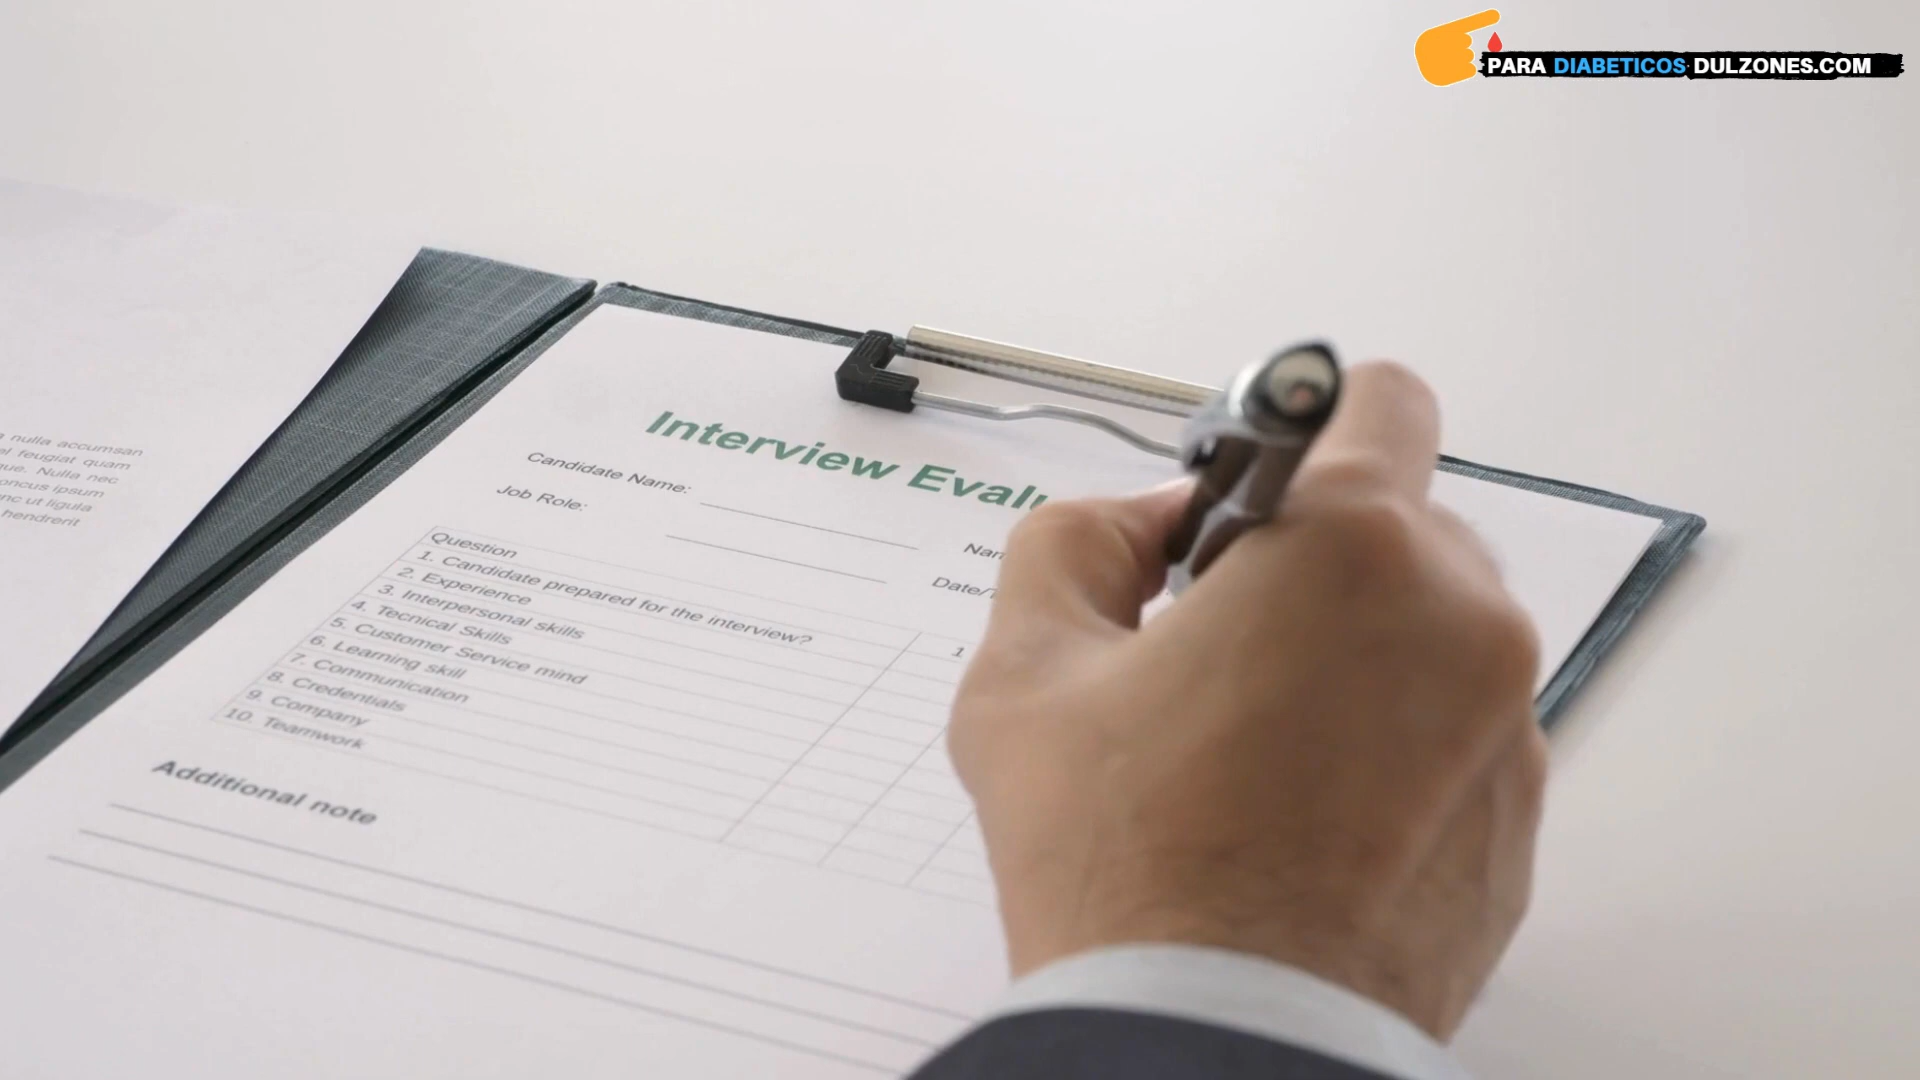 PARA DIABETICOS DULZONES.COM
nulla accumsan
feugiat quam
Nulla nec
ipsum
ut ligula
hendrerit
Interview
Candidate Name:
Job Role:
Question
1. Candidate prepared for the interview?
2. Experience
3. Interpersonal skills
4. Tecnical Skills
5. Customer Service mind
6. Learning skill
7. Communication
8. Credentials
9. Company
10. Teamwork
1
Additional note